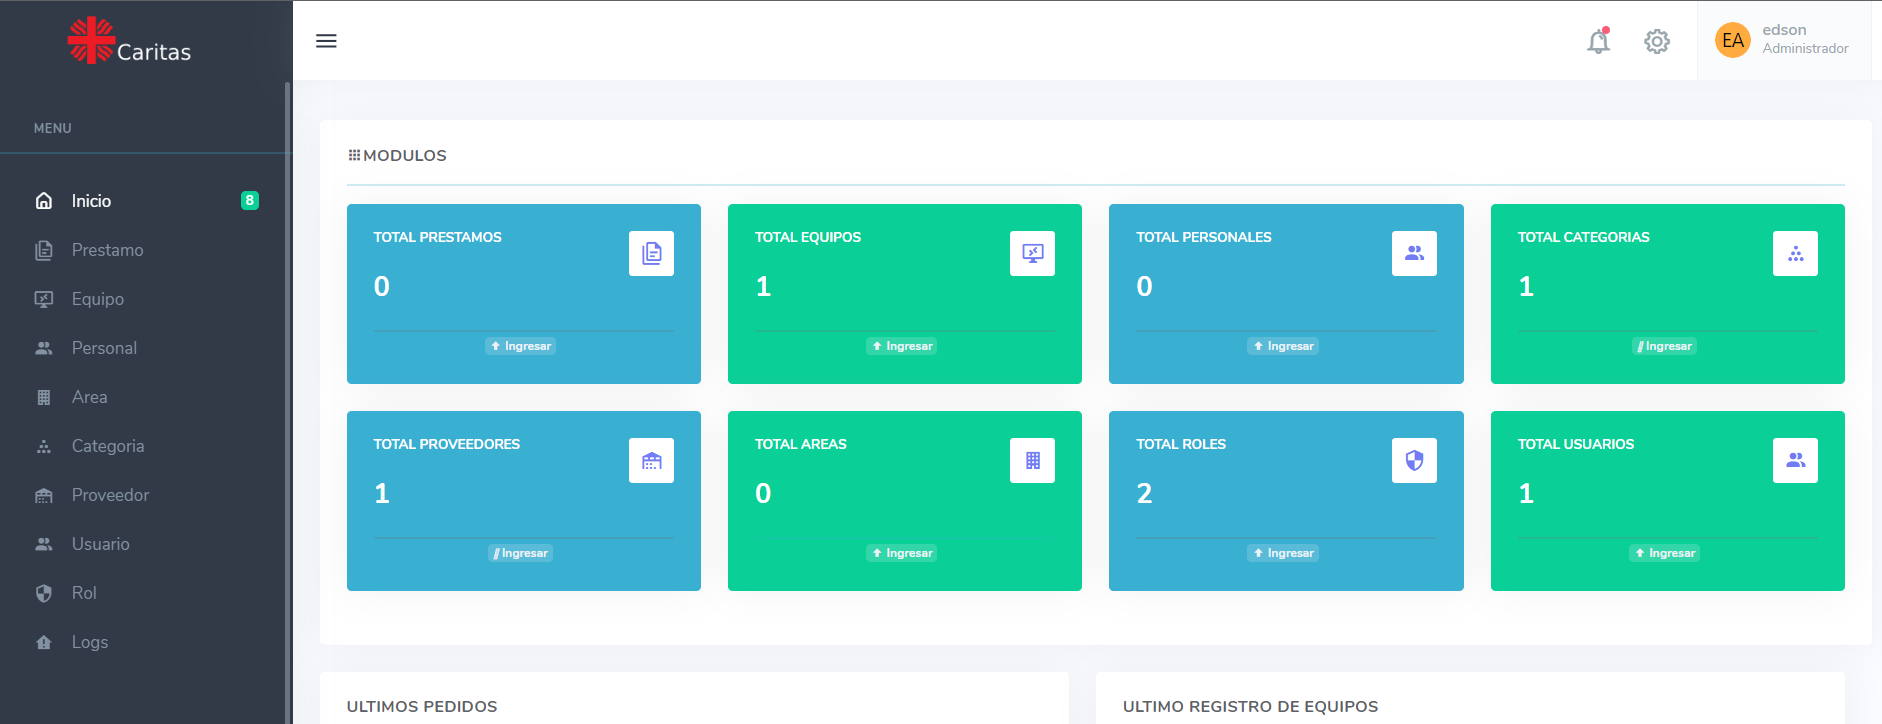 Caritas
MENU
Inicio 8
Prestamo
Equipo
Personal
Area
Categoria
Proveedor
Usuario
Rol
Logs
EA edson
Administrador
MODULOS
TOTAL PRESTAMOS
0
Ingresar
TOTAL EQUIPOS
1
Ingresar
TOTAL PERSONALES
0
Ingresar
TOTAL CATEGORIAS
1
// Ingresar
TOTAL PROVEEDORES
1
// Ingresar
TOTAL AREAS
0
Ingresar
TOTAL ROLES
2
Ingresar
TOTAL USUARIOS
1
Ingresar
ULTIMOS PEDIDOS
ULTIMO REGISTRO DE EQUIPOS